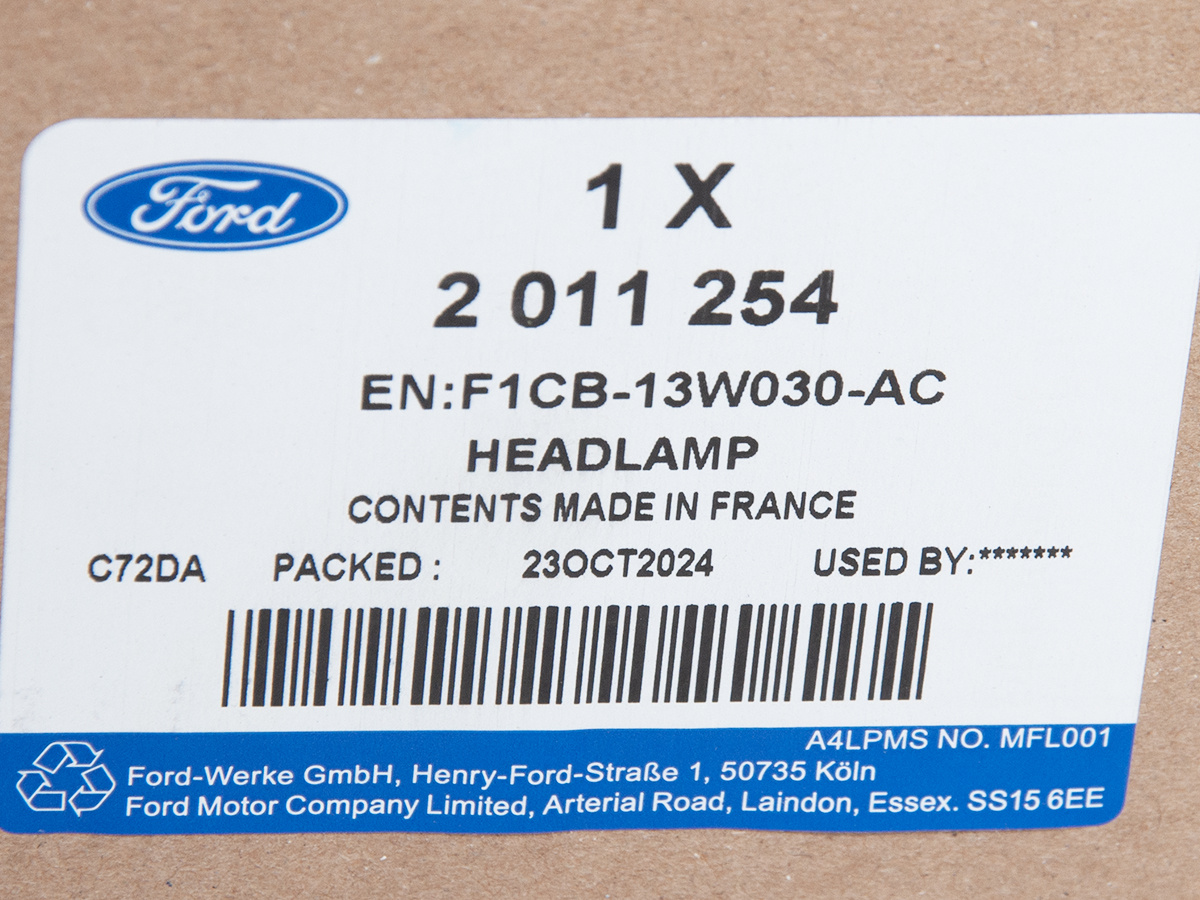 Ford
1 X
2 011 254
EN:F1CB-13W030-AC
HEADLAMP
CONTENTS MADE IN FRANCE
C72DA PACKED : 23OCT2024 USED BY:*******
A4LPMS NO. MFL001
Ford-Werke GmbH, Henry-Ford-Straße 1, 50735 Köln
Ford Motor Company Limited, Arterial Road, Laindon, Essex. SS15 6EE